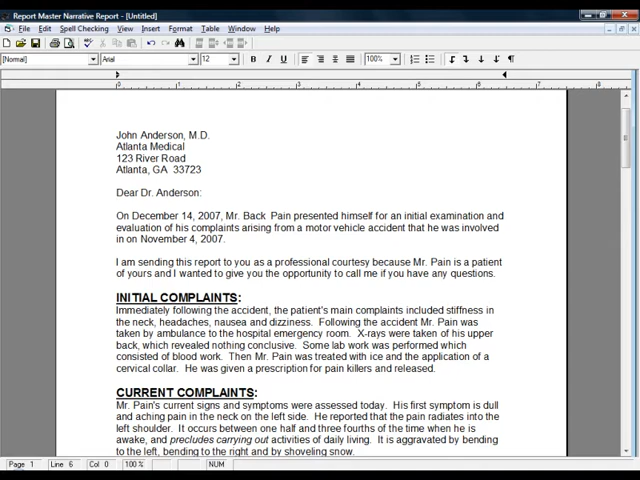 Report Master Narrative Report - [Untitled]
File Edit Spell Checking View Insert Format Table Window Help
[Normal] Arial 12 B I U 100% ¶
0 1 2 3 4 5 6 7 8
John Anderson, M.D.
Atlanta Medical
123 River Road
Atlanta, GA  33723
Dear Dr. Anderson:
On December 14, 2007, Mr. Back  Pain presented himself for an initial examination and
evaluation of his complaints arising from a motor vehicle accident that he was involved
in on November 4, 2007.
I am sending this report to you as a professional courtesy because Mr. Pain is a patient
of yours and I wanted to give you the opportunity to call me if you have any questions.
INITIAL COMPLAINTS:
Immediately following the accident, the patient's main complaints included stiffness in
the neck, headaches, nausea and dizziness.  Following the accident Mr. Pain was
taken by ambulance to the hospital emergency room.  X-rays were taken of his upper
back, which revealed nothing conclusive.  Some lab work was performed which
consisted of blood work.  Then Mr. Pain was treated with ice and the application of a
cervical collar.  He was given a prescription for pain killers and released.
CURRENT COMPLAINTS:
Mr. Pain's current signs and symptoms were assessed today.  His first symptom is dull
and aching pain in the neck on the left side.  He reported that the pain radiates into the
left shoulder.  It occurs between one half and three fourths of the time when he is
awake, and precludes carrying out activities of daily living.  It is aggravated by bending
to the left, bending to the right and by shoveling snow.
Page 1 Line 6 Col 0 100 % NUM